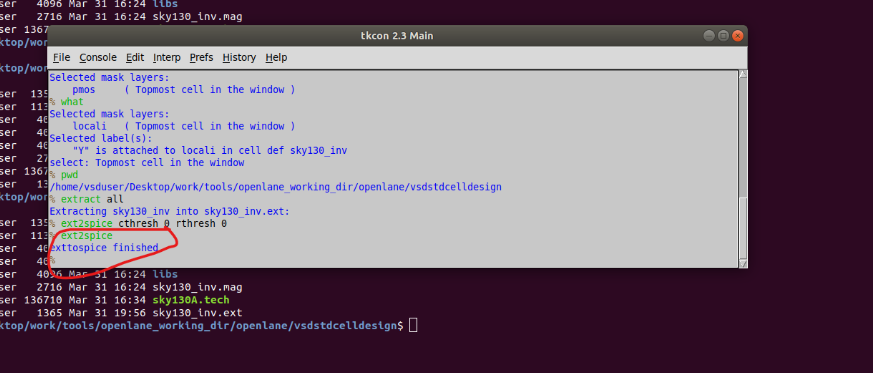 ser   4096 Mar 31 16:24 libs
ser   2716 Mar 31 16:24 sky130_inv.mag
ser 1367
ktop/work
tkcon 2.3 Main
File Console Edit Interp Prefs History Help
ktop/wor
Selected mask layers:
    pmos     ( Topmost cell in the window )
% what
Selected mask layers:
    locali   ( Topmost cell in the window )
Selected label(s):
    "Y" is attached to locali in cell def sky130_inv
select: Topmost cell in the window
% pwd
/home/vsduser/Desktop/work/tools/openlane_working_dir/openlane/vsdstdcelldesign
% extract all
Extracting sky130_inv into sky130_inv.ext:
% ext2spice cthresh 0 rthresh 0
% ext2spice
exttospice finished.
%
ser  135
ser  113
ser   40
ser   40
ser   40
ser   27
ser 1367
ser   13
ktop/wor
ser  135
ser  113
ser   40
ser   40
ser   4096 Mar 31 16:24 libs
ser   2716 Mar 31 16:24 sky130_inv.mag
ser 136710 Mar 31 16:34 sky130A.tech
ser   1365 Mar 31 19:56 sky130_inv.ext
ktop/work/tools/openlane_working_dir/openlane/vsdstdcelldesign$